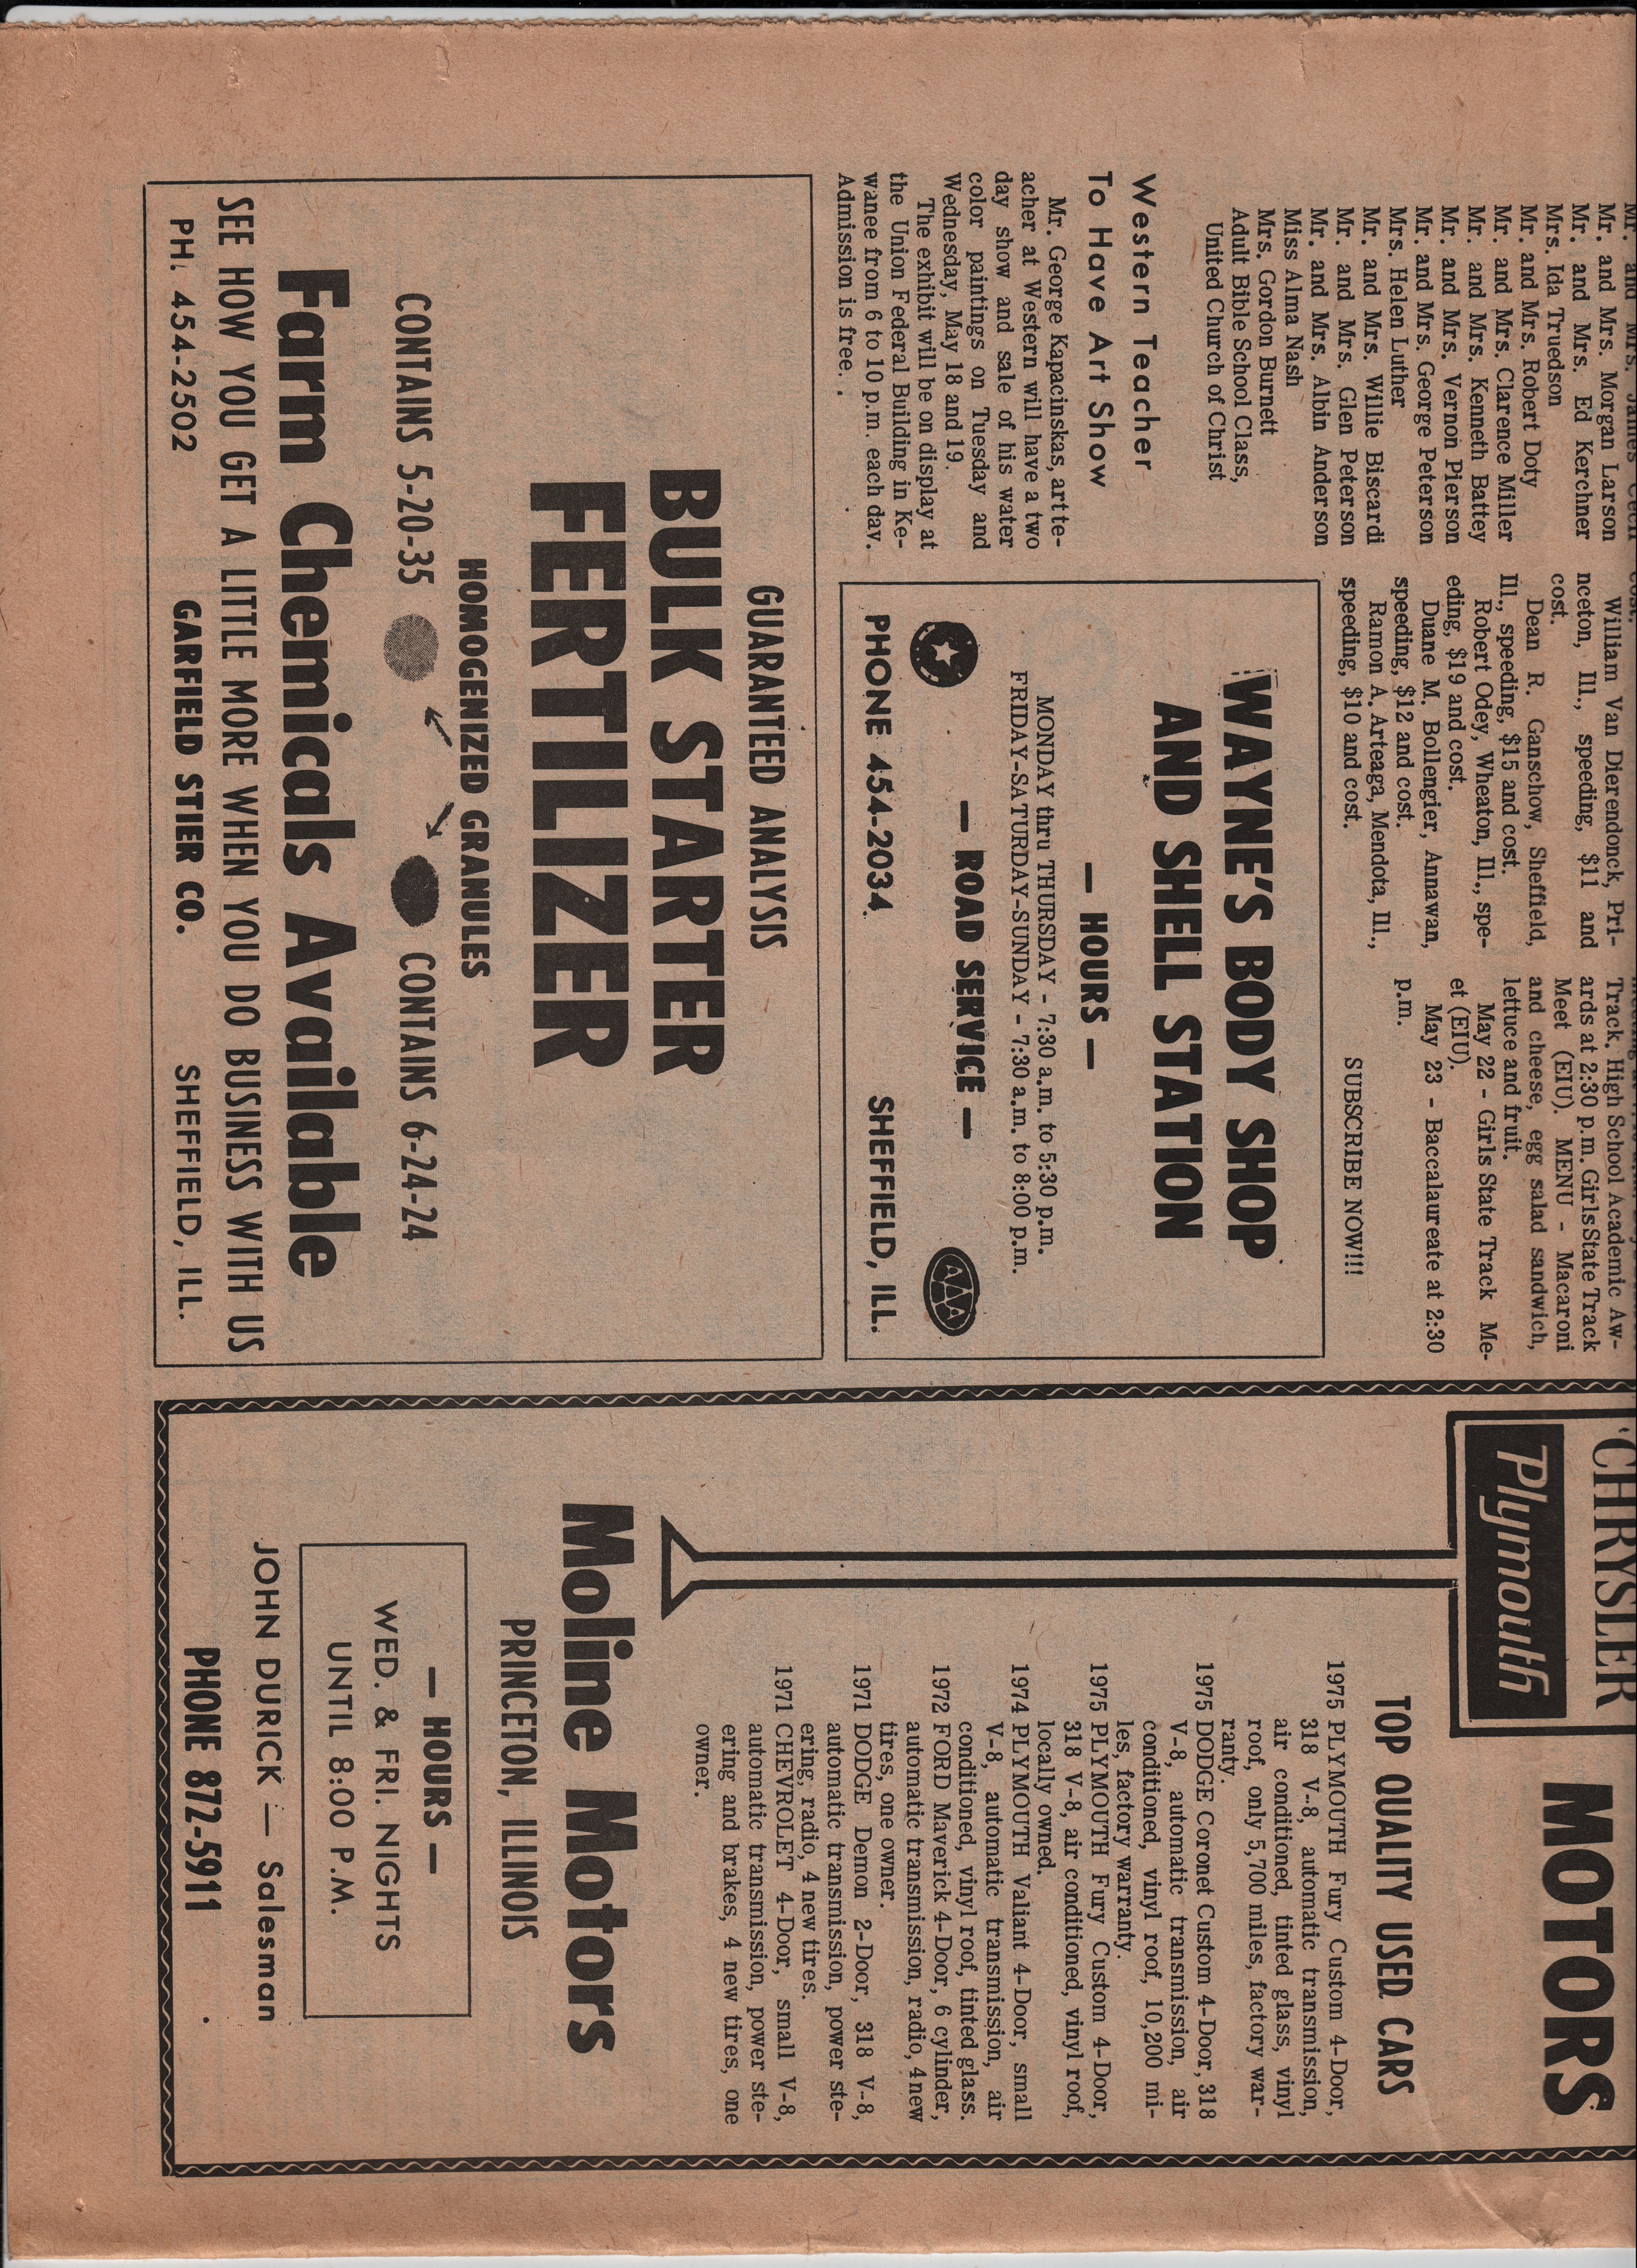 Mr. and Mrs. James Cecil
Mr. and Mrs. Morgan Larson
Mr. and Mrs. Ed Kerchner
Mrs. Ida Truedson
Mr. and Mrs. Robert Doty
Mr. and Mrs. Clarence Miller
Mr. and Mrs. Kenneth Battey
Mr. and Mrs. Vernon Pierson
Mr. and Mrs. George Peterson
Mrs. Helen Luther
Mr. and Mrs. Willie Biscardi
Mr. and Mrs. Glen Peterson
Mr. and Mrs. Albin Anderson
Miss Alma Nash
Mrs. Gordon Burnett
Adult Bible School Class,
United Church of Christ
Western Teacher
To Have Art Show
Mr. George Kapacinskas, art te-
acher at Western will have a two
day show and sale of his water
color paintings on Tuesday and
Wednesday, May 18 and 19.
The exhibit will be on display at
the Union Federal Building in Ke-
wanee from 6 to 10 p.m. each day.
Admission is free.
cost.
William Van Dierendonck, Pri-
nceton, Ill., speeding, $11 and
cost.
Dean R. Ganschow, Sheffield,
Ill., speeding, $15 and cost.
Robert Odey, Wheaton, Ill., spe-
eding, $19 and cost.
Duane M. Bollengier, Annawan,
speeding, $12 and cost.
Ramon A. Arteaga, Mendota, Ill.,
speeding, $10 and cost.
Track. High School Academic Aw-
ards at 2:30 p.m. Girls State Track
Meet (EIU). MENU - Macaroni
and cheese, egg salad sandwich,
lettuce and fruit.
May 22 - Girls State Track Me-
et (EIU).
May 23 - Baccalaureate at 2:30
p.m.
SUBSCRIBE NOW!!!
WAYNE'S BODY SHOP
AND SHELL STATION
— HOURS —
MONDAY thru THURSDAY - 7:30 a.m. to 5:30 p.m.
FRIDAY-SATURDAY-SUNDAY - 7:30 a.m. to 8:00 p.m.
— ROAD SERVICE —
AAA
PHONE 454-2034 SHEFFIELD, ILL.
GUARANTEED ANALYSIS
BULK STARTER
FERTILIZER
HOMOGENIZED GRANULES
CONTAINS 5-20-35 CONTAINS 6-24-24
Farm Chemicals Available
SEE HOW YOU GET A LITTLE MORE WHEN YOU DO BUSINESS WITH US
PH. 454-2502 GARFIELD STIER CO. SHEFFIELD, ILL.
CHRYSLER
Plymouth
MOTORS
TOP QUALITY USED CARS
1975 PLYMOUTH Fury Custom 4-Door,
318 V-8, automatic transmission,
air conditioned, tinted glass, vinyl
roof, only 5,700 miles, factory war-
ranty.
1975 DODGE Coronet Custom 4-Door, 318
V-8, automatic transmission, air
conditioned, vinyl roof, 10,200 mi-
les, factory warranty.
1975 PLYMOUTH Fury Custom 4-Door,
318 V-8, air conditioned, vinyl roof,
locally owned.
1974 PLYMOUTH Valiant 4-Door, small
V-8, automatic transmission, air
conditioned, vinyl roof, tinted glass.
1972 FORD Maverick 4-Door, 6 cylinder,
automatic transmission, radio, 4 new
tires, one owner.
1971 DODGE Demon 2-Door, 318 V-8,
automatic transmission, power ste-
ering, radio, 4 new tires.
1971 CHEVROLET 4-Door, small V-8,
automatic transmission, power ste-
ering and brakes, 4 new tires, one
owner.
Moline Motors
PRINCETON, ILLINOIS
— HOURS —
WED. & FRI. NIGHTS
UNTIL 8:00 P.M.
JOHN DURICK — Salesman
PHONE 872-5911